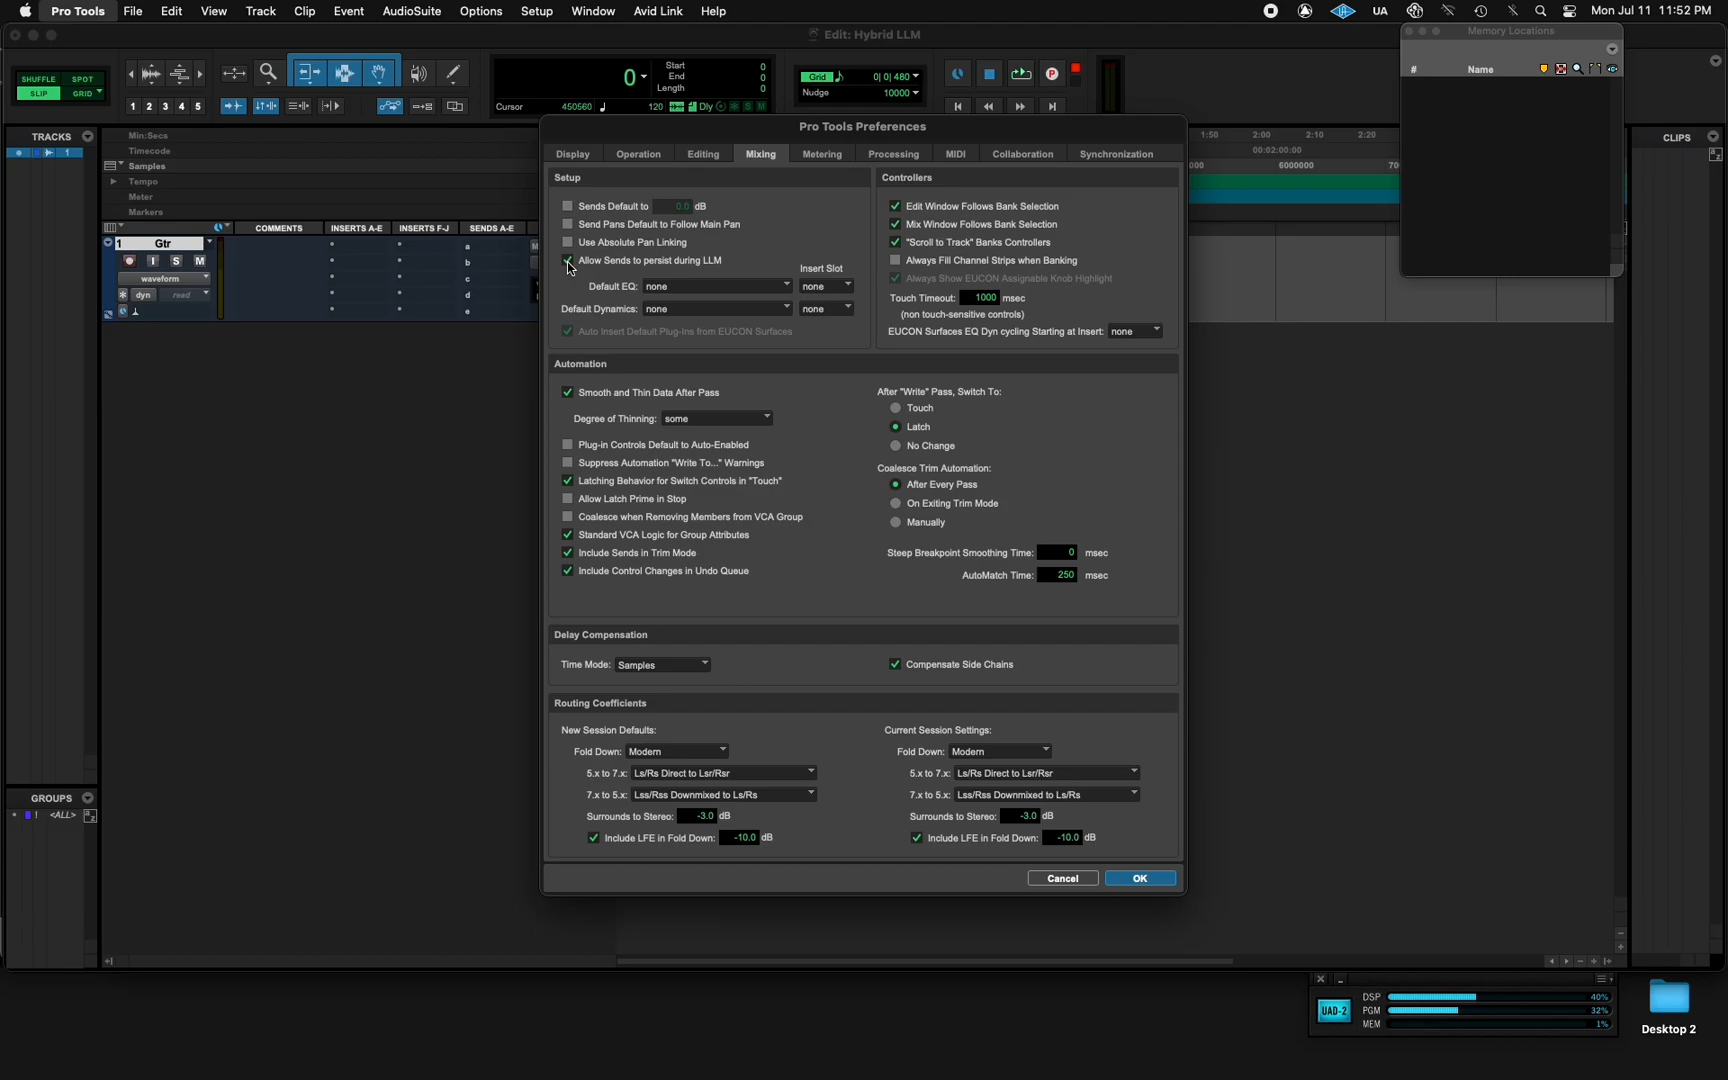 Pro Tools File Edit View Track Clip Event AudioSuite Options Setup Window Avid Link Help
UA Mon Jul 11 11:52 PM
Edit: Hybrid LLM
Memory Locations
# Name
SHUFFLE SPOT
SLIP GRID
1 2 3 4 5
0
Start 0
End 0
Length 0
Cursor 450560 120 Dly S M
Grid 0| 0| 480
Nudge 10000
P
TRACKS
1
Min:Secs
Timecode
Samples
Tempo
Meter
Markers
1:50 2:00 2:10 2:20
00:02:00:00
000 6000000 70
CLIPS
COMMENTS INSERTS A-E INSERTS F-J SENDS A-E
1 Gtr
I S M
waveform
dyn read
a
b
c
d
e
GROUPS
! <ALL>
Pro Tools Preferences
Display Operation Editing Mixing Metering Processing MIDI Collaboration Synchronization
Setup
Sends Default to 0.0 dB
Send Pans Default to Follow Main Pan
Use Absolute Pan Linking
Allow Sends to persist during LLM
Insert Slot
Default EQ: none none
Default Dynamics: none none
Auto Insert Default Plug-Ins from EUCON Surfaces
Controllers
Edit Window Follows Bank Selection
Mix Window Follows Bank Selection
"Scroll to Track" Banks Controllers
Always Fill Channel Strips when Banking
Always Show EUCON Assignable Knob Highlight
Touch Timeout: 1000 msec
(non touch-sensitive controls)
EUCON Surfaces EQ Dyn cycling Starting at Insert: none
Automation
Smooth and Thin Data After Pass
Degree of Thinning: some
Plug-in Controls Default to Auto-Enabled
Suppress Automation "Write To..." Warnings
Latching Behavior for Switch Controls in "Touch"
Allow Latch Prime in Stop
Coalesce when Removing Members from VCA Group
Standard VCA Logic for Group Attributes
Include Sends in Trim Mode
Include Control Changes in Undo Queue
After "Write" Pass, Switch To:
Touch
Latch
No Change
Coalesce Trim Automation:
After Every Pass
On Exiting Trim Mode
Manually
Steep Breakpoint Smoothing Time: 0 msec
AutoMatch Time: 250 msec
Delay Compensation
Time Mode: Samples
Compensate Side Chains
Routing Coefficients
New Session Defaults:
Fold Down: Modern
5.x to 7.x: Ls/Rs Direct to Lsr/Rsr
7.x to 5.x: Lss/Rss Downmixed to Ls/Rs
Surrounds to Stereo: -3.0 dB
Include LFE in Fold Down: -10.0 dB
Current Session Settings:
Fold Down: Modern
5.x to 7.x: Ls/Rs Direct to Lsr/Rsr
7.x to 5.x: Lss/Rss Downmixed to Ls/Rs
Surrounds to Stereo: -3.0 dB
Include LFE in Fold Down: -10.0 dB
Cancel OK
UAD-2
DSP 40%
PGM 32%
MEM 1%
Desktop 2